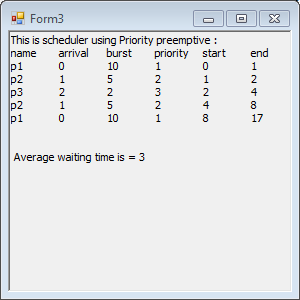 Form3
This is scheduler using Priority preemptive :
name arrival burst priority start end
p1 0 10 1 0 1
p2 1 5 2 1 2
p3 2 2 3 2 4
p2 1 5 2 4 8
p1 0 10 1 8 17
Average waiting time is = 3